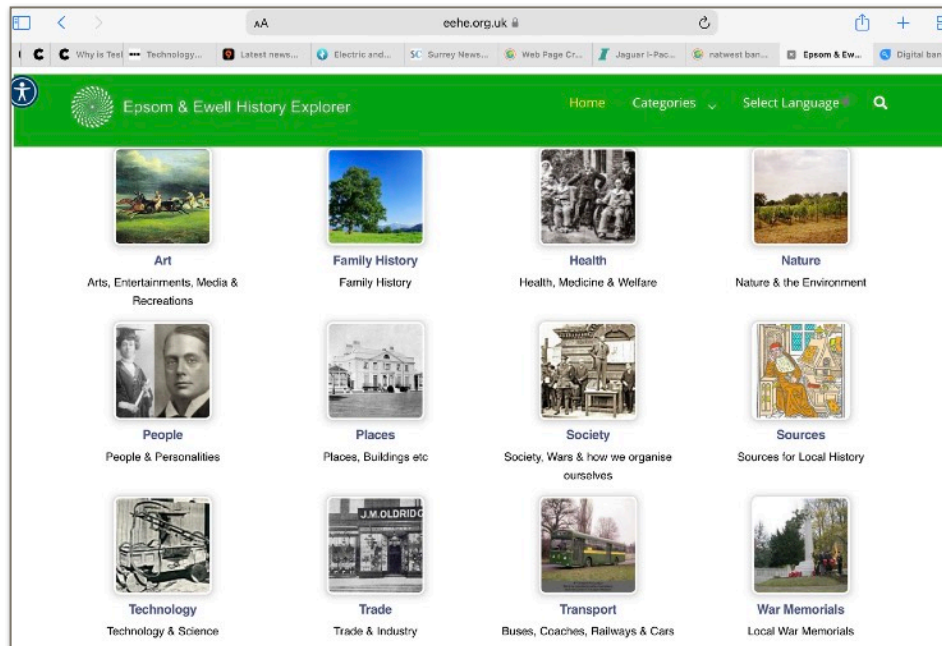 AA
eehe.org.uk
C
C Why is Tesl
Technology...
Latest news...
Electric and...
SC Surrey News...
Web Page Cr...
Jaguar I-Pac...
natwest ban...
Epsom & Ew...
Digital ban
Epsom & Ewell History Explorer
Home Categories Select Language
Art Family History Health Nature
Arts, Entertainments, Media & Family History Health, Medicine & Welfare Nature & the Environment
Recreations
People Places Society Sources
People & Personalities Places, Buildings etc Society, Wars & how we organise Sources for Local History
ourselves
J.M.OLDRIDG
Technology Trade Transport War Memorials
Technology & Science Trade & Industry Buses, Coaches, Railways & Cars Local War Memorials